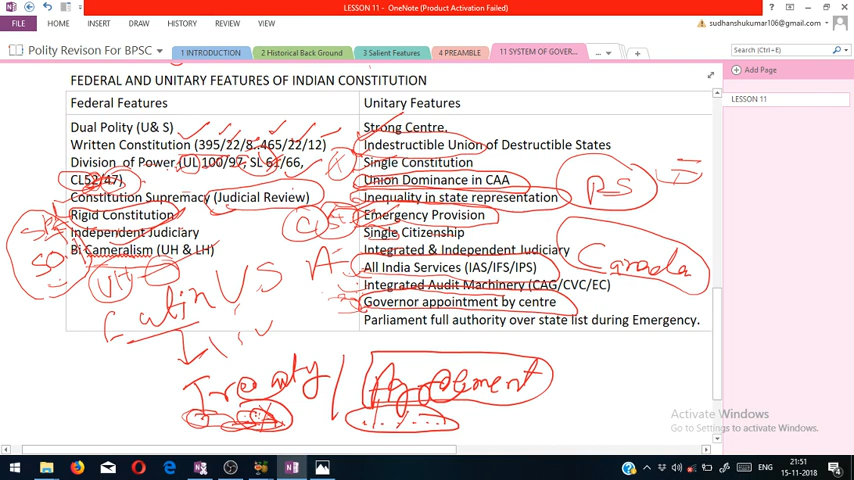 LESSON 11 - OneNote (Product Activation Failed)
FILE HOME INSERT DRAW HISTORY REVIEW VIEW
sudhanshukumar106@gmail.com
Polity Revison For BPSC
1 INTRODUCTION 2 Historical Back Ground 3 Salient Features 4 PREAMBLE 11 SYSTEM OF GOVER...
Search (Ctrl+E)
Add Page
LESSON 11
FEDERAL AND UNITARY FEATURES OF INDIAN CONSTITUTION
Federal Features
Dual Polity (U& S)
Written Constitution (395/22/8..465/22/12)
Division of Power (UL 100/97, SL 61/66,
CL52/47)
Constitution Supremacy (Judicial Review)
Rigid Constitution
Independent Judiciary
Bi Cameralism (UH & LH)
Unitary Features
Strong Centre.
Indestructible Union of Destructible States
Single Constitution
Union Dominance in CAA
Inequality in state representation
Emergency Provision
Single Citizenship
Integrated & Independent Judiciary
All India Services (IAS/IFS/IPS)
Integrated Audit Machinery (CAG/CVC/EC)
Governor appointment by centre
Parliament full authority over state list during Emergency.
RS
Canada
US
Latin
Treaty / Agreement
Activate Windows
Go to Settings to activate Windows.
ENG
21:51
15-11-2018